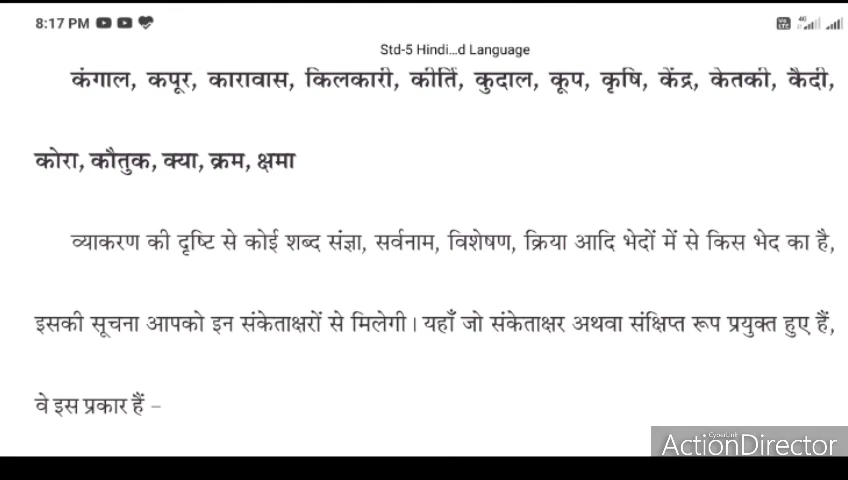 8:17 PM
Std-5 Hindi...d Language
कंगाल, कपूर, कारावास, किलकारी, कीर्ति, कुदाल, कूप, कृषि, केंद्र, केतकी, कैदी,
कोरा, कौतुक, क्या, क्रम, क्षमा
व्याकरण की दृष्टि से कोई शब्द संज्ञा, सर्वनाम, विशेषण, क्रिया आदि भेदों में से किस भेद का है,
इसकी सूचना आपको इन संकेताक्षरों से मिलेगी। यहाँ जो संकेताक्षर अथवा संक्षिप्त रूप प्रयुक्त हुए हैं,
वे इस प्रकार हैं –
CyberLink
ActionDirector